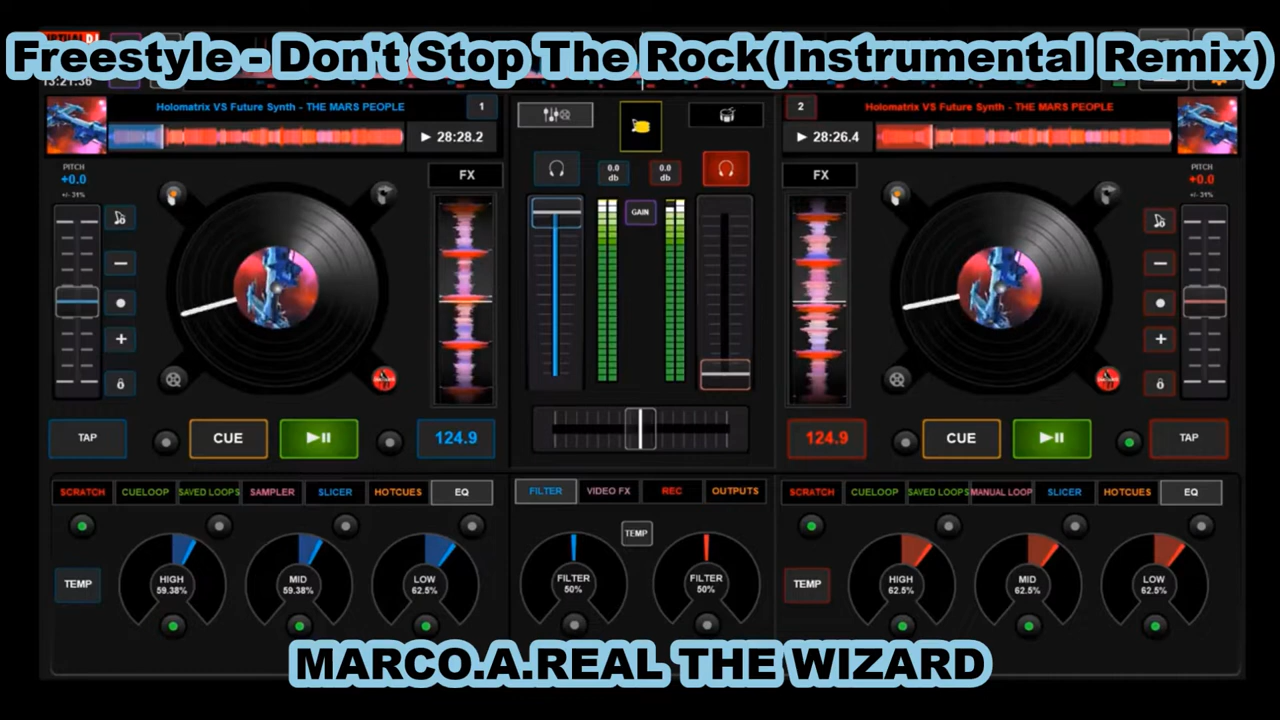 Freestyle - Don't Stop The Rock(Instrumental Remix)
Holomatrix VS Future Synth - THE MARS PEOPLE
1
28:28.2
2
28:26.4
Holomatrix VS Future Synth - THE MARS PEOPLE
PITCH
+0.0
+/- 31%
FX
0.0
db
0.0
db
GAIN
FX
PITCH
+0.0
+/- 31%
TAP
CUE
124.9
124.9
CUE
TAP
SCRATCH
CUELOOP
SAVED LOOPS
SAMPLER
SLICER
HOTCUES
EQ
FILTER
VIDEO FX
REC
OUTPUTS
SCRATCH
CUELOOP
SAVED LOOPS
MANUAL LOOP
SLICER
HOTCUES
EQ
TEMP
HIGH
59.38%
MID
59.38%
LOW
62.5%
TEMP
FILTER
50%
FILTER
50%
TEMP
HIGH
62.5%
MID
62.5%
LOW
62.5%
MARCO.A.REAL THE WIZARD